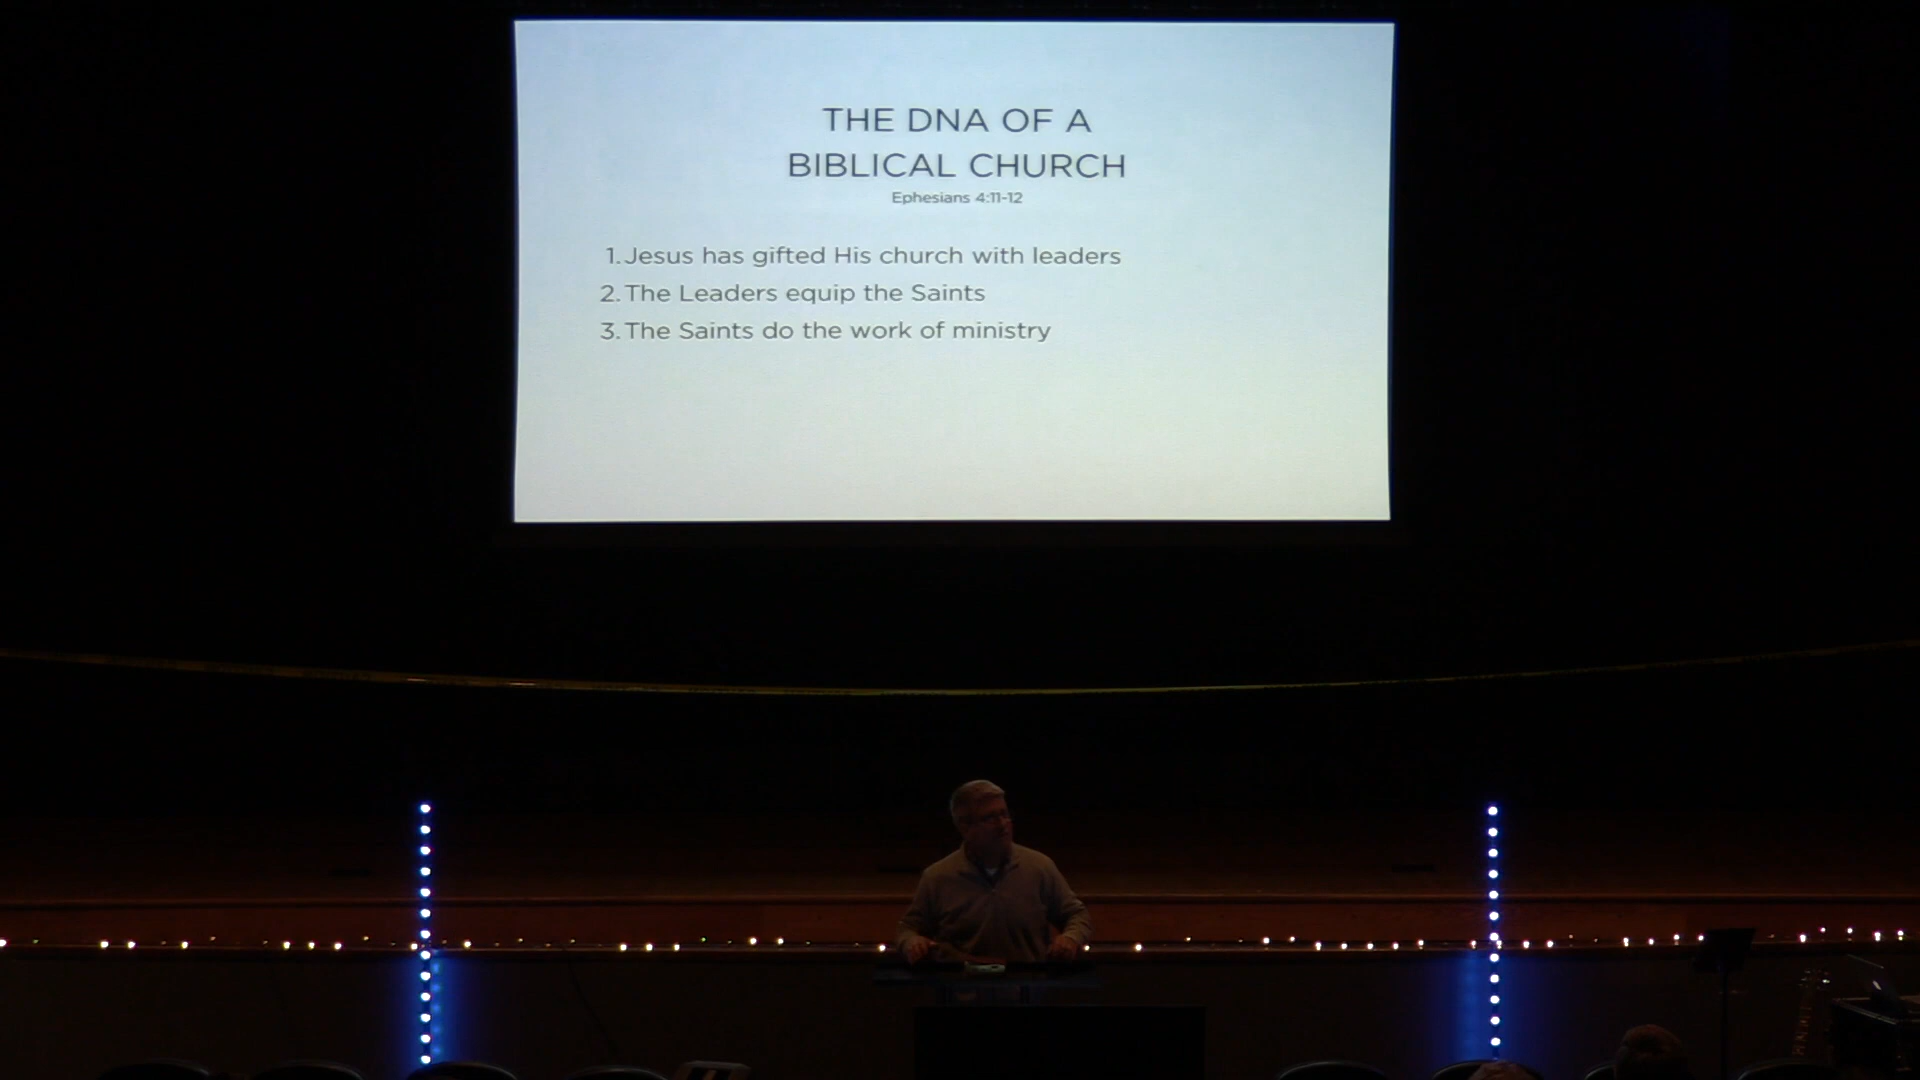 THE DNA OF A
BIBLICAL CHURCH
Ephesians 4:11-12
1. Jesus has gifted His church with leaders
2. The Leaders equip the Saints
3. The Saints do the work of ministry